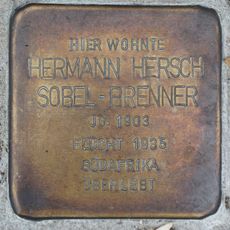 HIER WOHNTE
HERMANN HERSCH
SOBEL-BRENNER
JG. 1903
FLUCHT 1935
SÜDAFRIKA
ÜBERLEBT